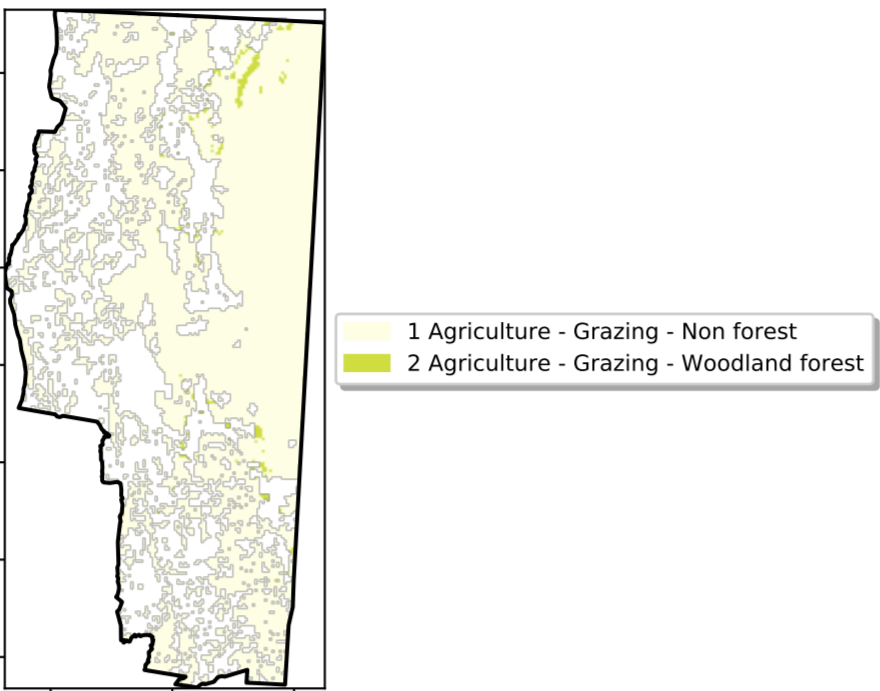 1 Agriculture - Grazing - Non forest
2 Agriculture - Grazing - Woodland forest